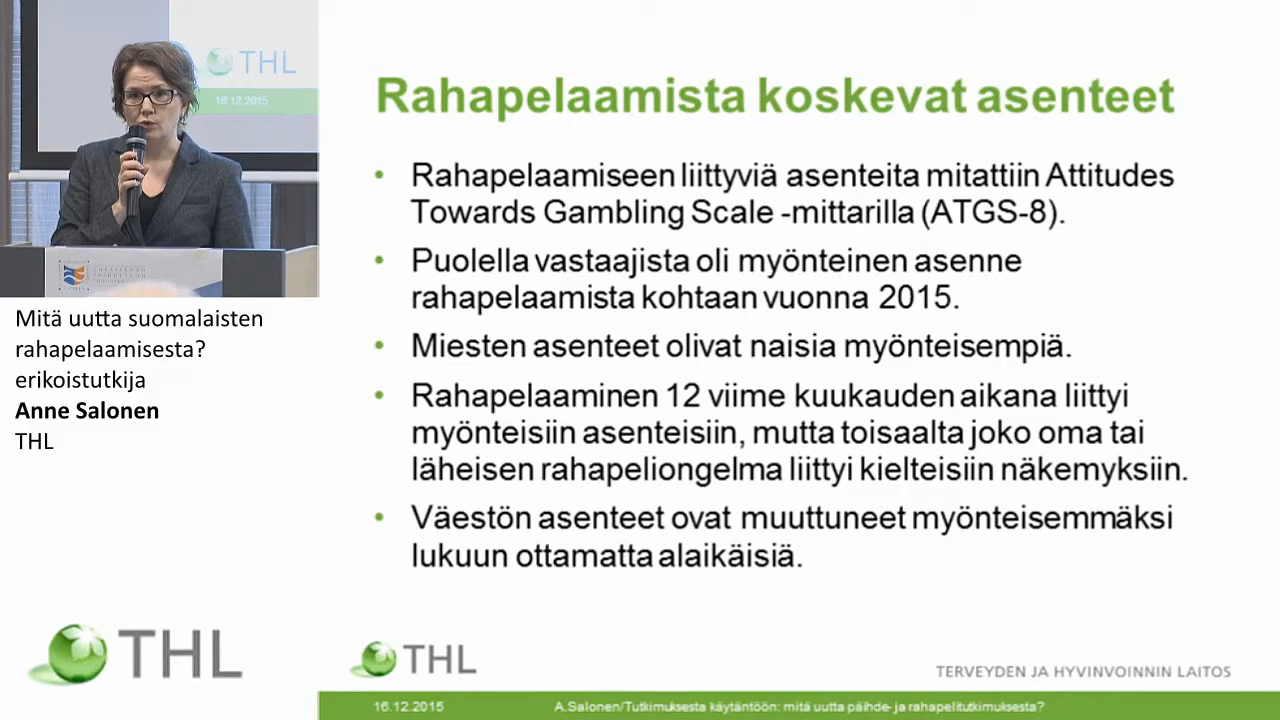 THL
16.12.2015
Mitä uutta suomalaisten
rahapelaamisesta?
erikoistutkija
Anne Salonen
THL
THL
Rahapelaamista koskevat asenteet
• Rahapelaamiseen liittyviä asenteita mitattiin Attitudes
Towards Gambling Scale -mittarilla (ATGS-8).
• Puolella vastaajista oli myönteinen asenne
rahapelaamista kohtaan vuonna 2015.
• Miesten asenteet olivat naisia myönteisempiä.
• Rahapelaaminen 12 viime kuukauden aikana liittyi
myönteisiin asenteisiin, mutta toisaalta joko oma tai
läheisen rahapeliongelma liittyi kielteisiin näkemyksiin.
• Väestön asenteet ovat muuttuneet myönteisemmäksi
lukuun ottamatta alaikäisiä.
THL
TERVEYDEN JA HYVINVOINNIN LAITOS
16.12.2015
A.Salonen/Tutkimuksesta käytäntöön: mitä uutta päihde- ja rahapelitutkimuksesta?